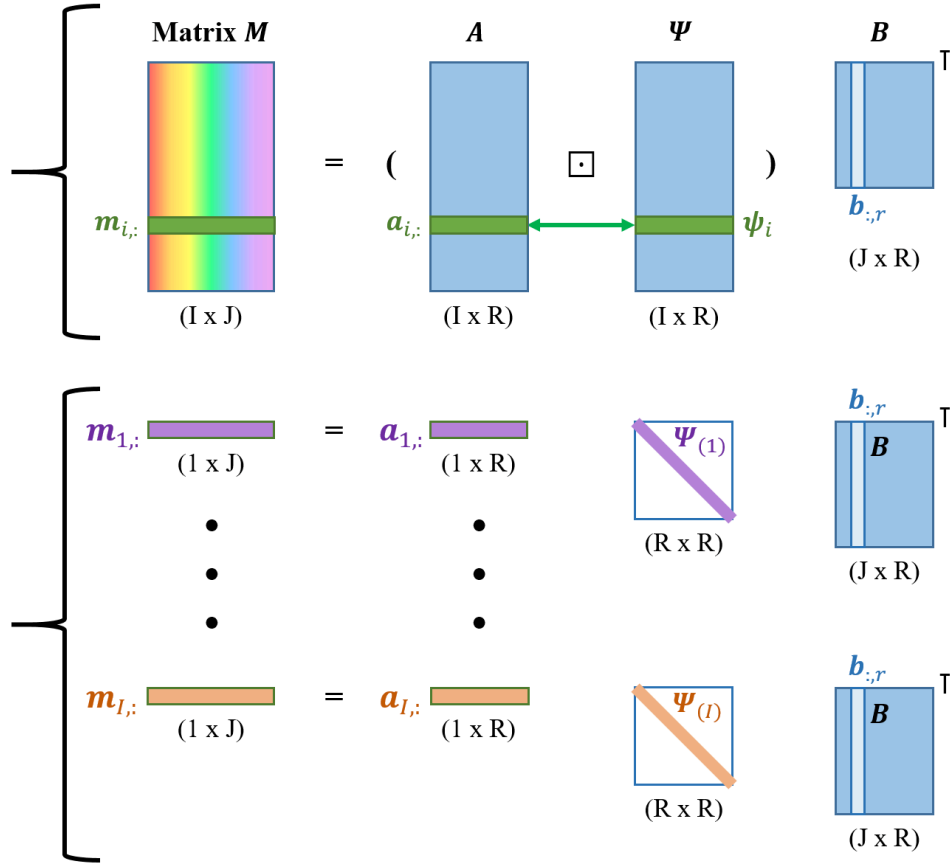 Matrix M A Ψ B
= ( ⊡ ) T
m_{i,:} a_{i,:} ψ_i b_{:,r}
(J x R)
(I x J) (I x R) (I x R)
b_{:,r}
m_{1,:} = a_{1,:} Ψ_{(1)} B T
(1 x J) (1 x R)
(R x R) (J x R)
b_{:,r}
m_{I,:} = a_{I,:} Ψ_{(I)} B T
(1 x J) (1 x R)
(R x R) (J x R)